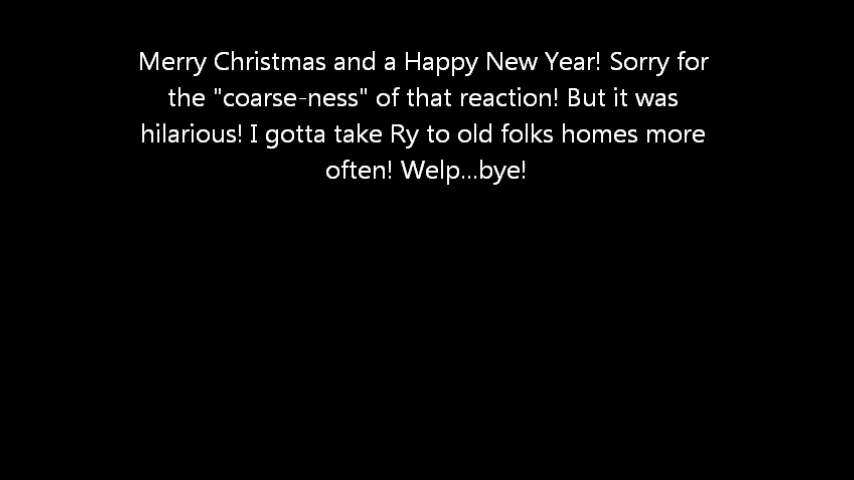 Merry Christmas and a Happy New Year! Sorry for
the "coarse-ness" of that reaction! But it was
hilarious! I gotta take Ry to old folks homes more
often! Welp...bye!